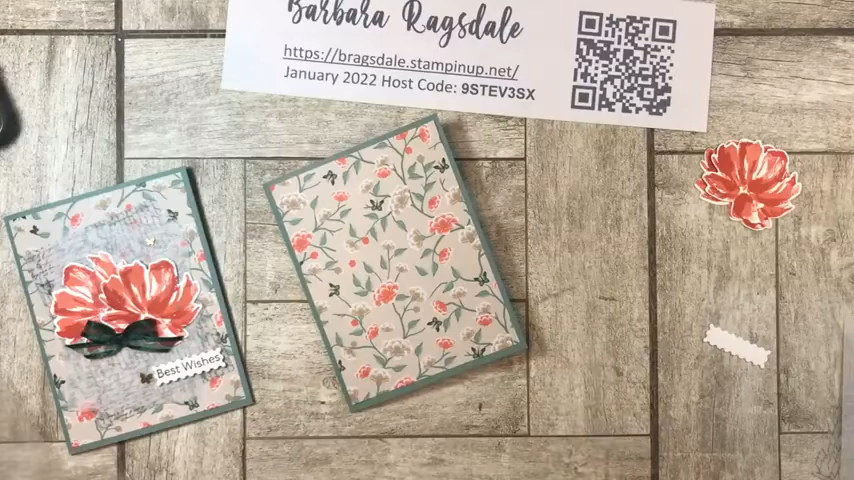 Barbara Ragsdale
https://bragsdale.stampinup.net/
January 2022 Host Code: 9STEV3SX
Best Wishes